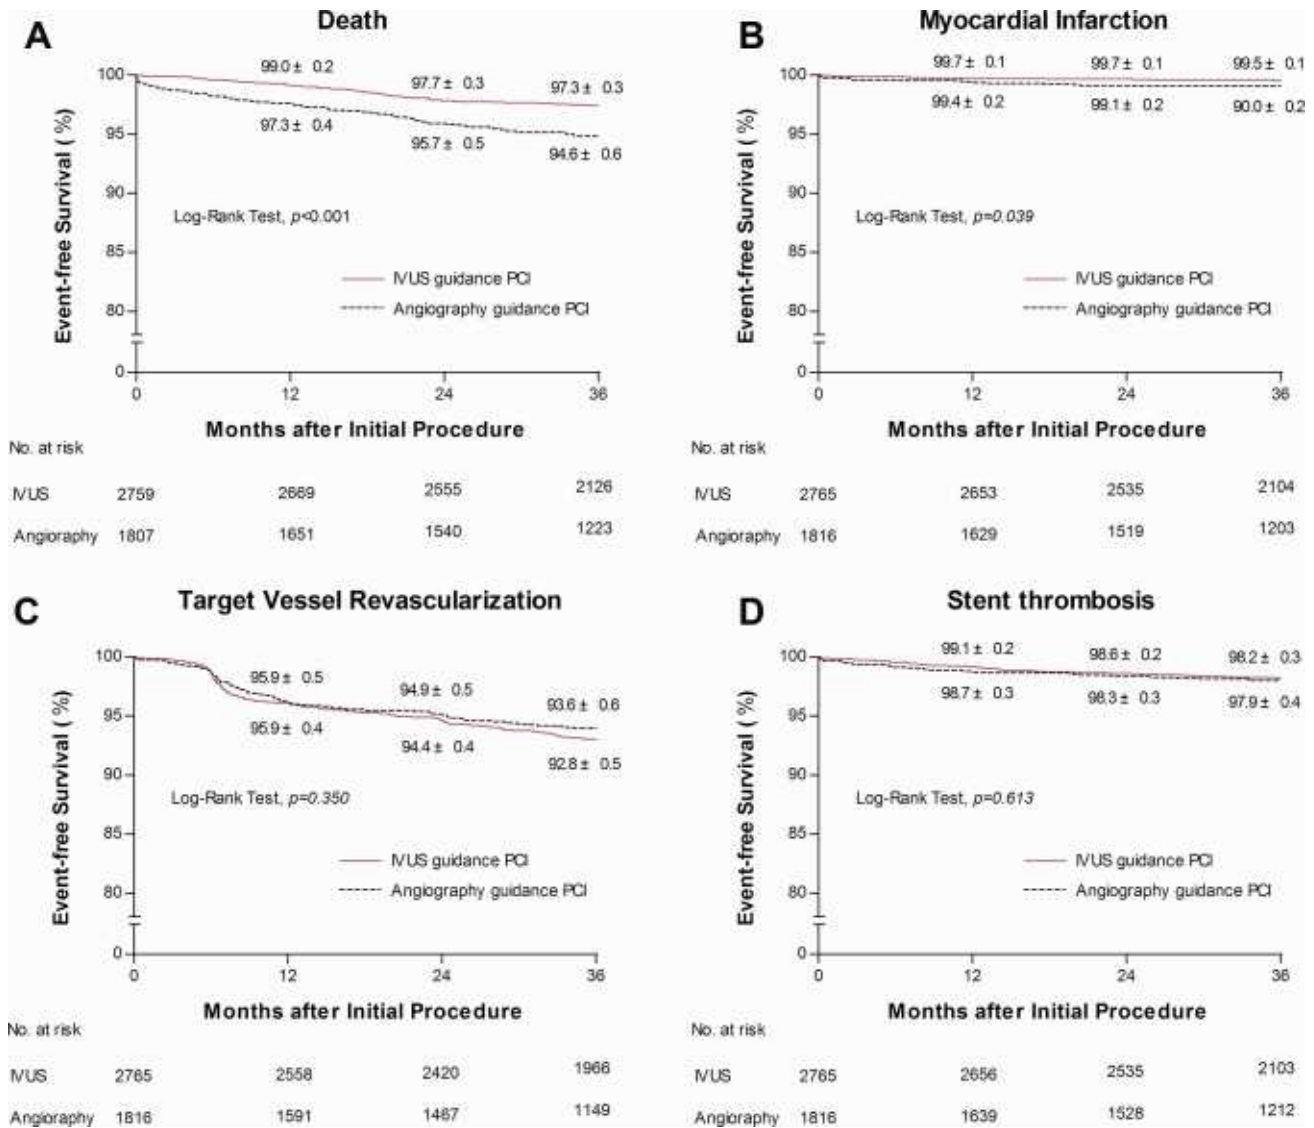 A
Death
100
95
90
85
80
0
Event-free Survival ( %)
99.0 ± 0.2
97.7 ± 0.3
97.3 ± 0.3
97.3 ± 0.4
95.7 ± 0.5
94.6 ± 0.6
Log-Rank Test, p<0.001
IVUS guidance PCI
Angiography guidance PCI
0 12 24 36
Months after Initial Procedure
No. at risk
IVUS 2759 2669 2555 2126
Angioraphy 1807 1651 1540 1223
B
Myocardial Infarction
100
95
90
85
80
0
Event-free Survival ( %)
99.7 ± 0.1
99.7 ± 0.1
99.5 ± 0.1
99.4 ± 0.2
99.1 ± 0.2
90.0 ± 0.2
Log-Rank Test, p=0.039
IVUS guidance PCI
Angiography guidance PCI
0 12 24 36
Months after Initial Procedure
No. at risk
IVUS 2765 2653 2535 2104
Angioraphy 1816 1629 1519 1203
C
Target Vessel Revascularization
100
95
90
85
80
0
Event-free Survival ( %)
95.9 ± 0.5
94.9 ± 0.5
93.6 ± 0.6
95.9 ± 0.4
94.4 ± 0.4
92.8 ± 0.5
Log-Rank Test, p=0.350
IVUS guidance PCI
Angiography guidance PCI
0 12 24 36
Months after Initial Procedure
No. at risk
IVUS 2765 2558 2420 1966
Angioraphy 1816 1591 1467 1149
D
Stent thrombosis
100
95
90
85
80
0
Event-free Survival ( %)
99.1 ± 0.2
98.6 ± 0.2
98.2 ± 0.3
98.7 ± 0.3
98.3 ± 0.3
97.9 ± 0.4
Log-Rank Test, p=0.613
IVUS guidance PCI
Angiography guidance PCI
0 12 24 36
Months after Initial Procedure
No. at risk
IVUS 2765 2656 2535 2103
Angioraphy 1816 1639 1528 1212